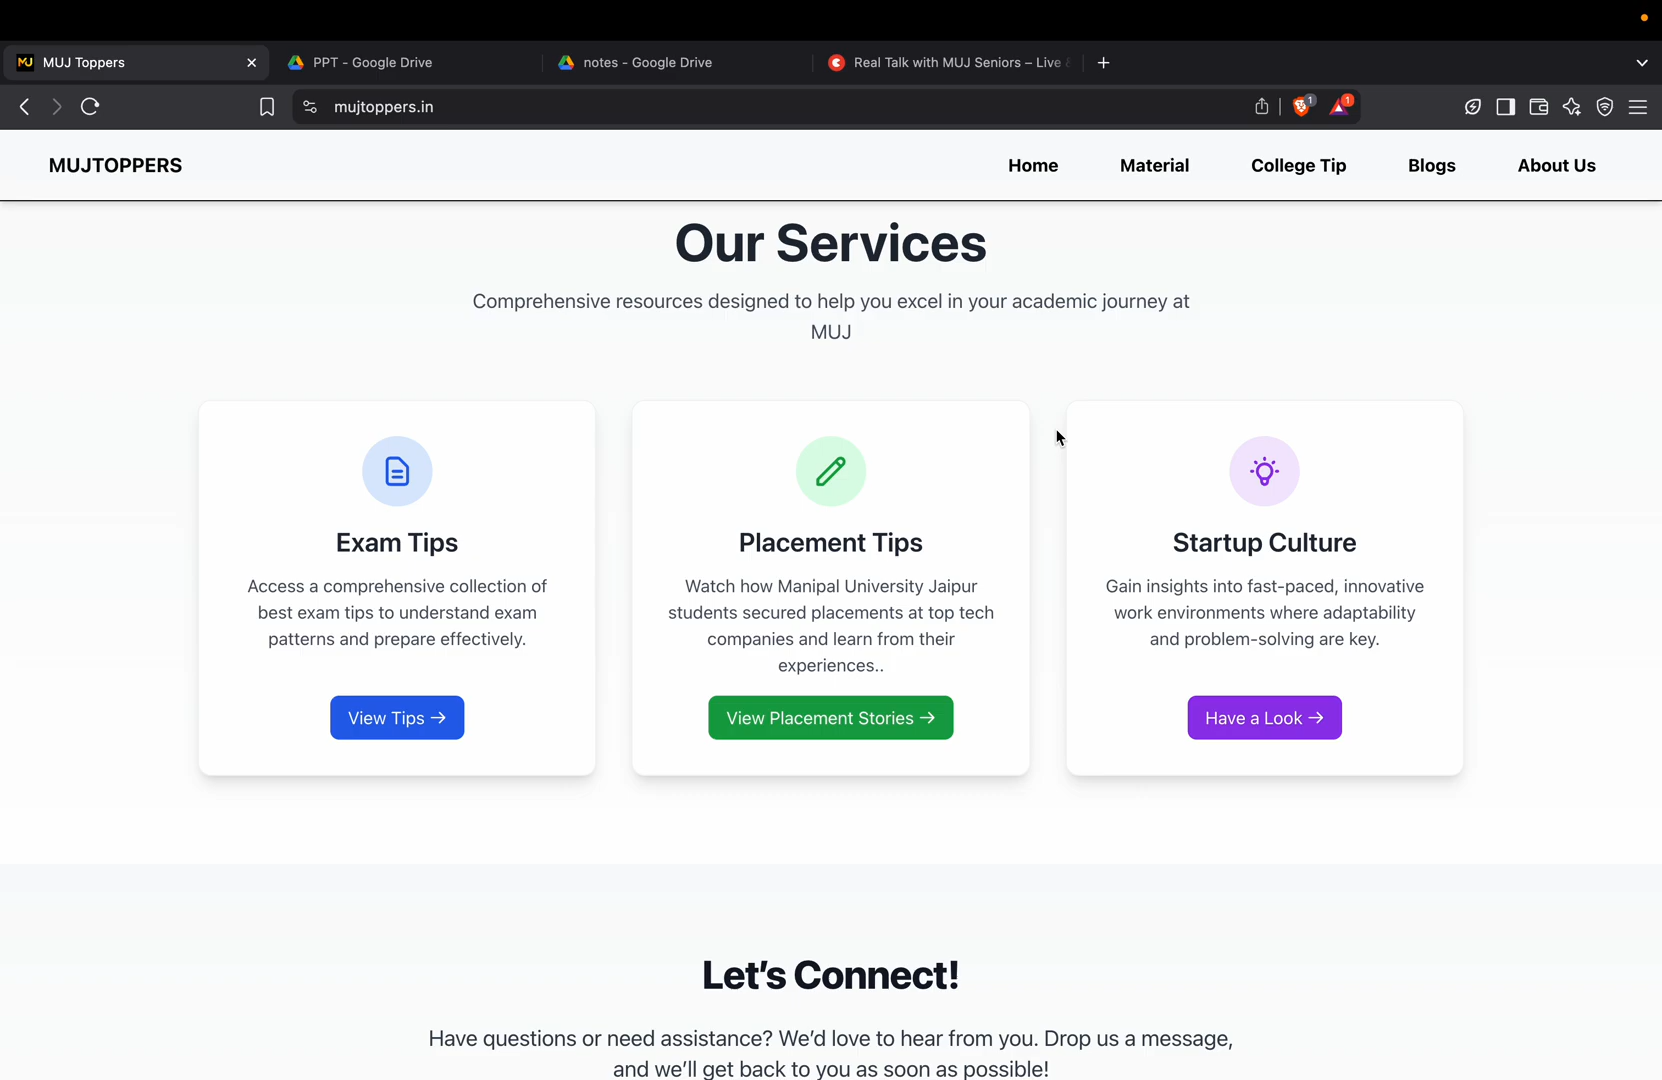 MUJ Toppers
PPT - Google Drive
notes - Google Drive
Real Talk with MUJ Seniors – Live
mujtoppers.in
1
1
MUJTOPPERS
Home
Material
College Tip
Blogs
About Us
Our Services
Comprehensive resources designed to help you excel in your academic journey at
MUJ
Exam Tips
Access a comprehensive collection of
best exam tips to understand exam
patterns and prepare effectively.
View Tips →
Placement Tips
Watch how Manipal University Jaipur
students secured placements at top tech
companies and learn from their
experiences..
View Placement Stories →
Startup Culture
Gain insights into fast-paced, innovative
work environments where adaptability
and problem-solving are key.
Have a Look →
Let's Connect!
Have questions or need assistance? We'd love to hear from you. Drop us a message,
and we'll get back to you as soon as possible!